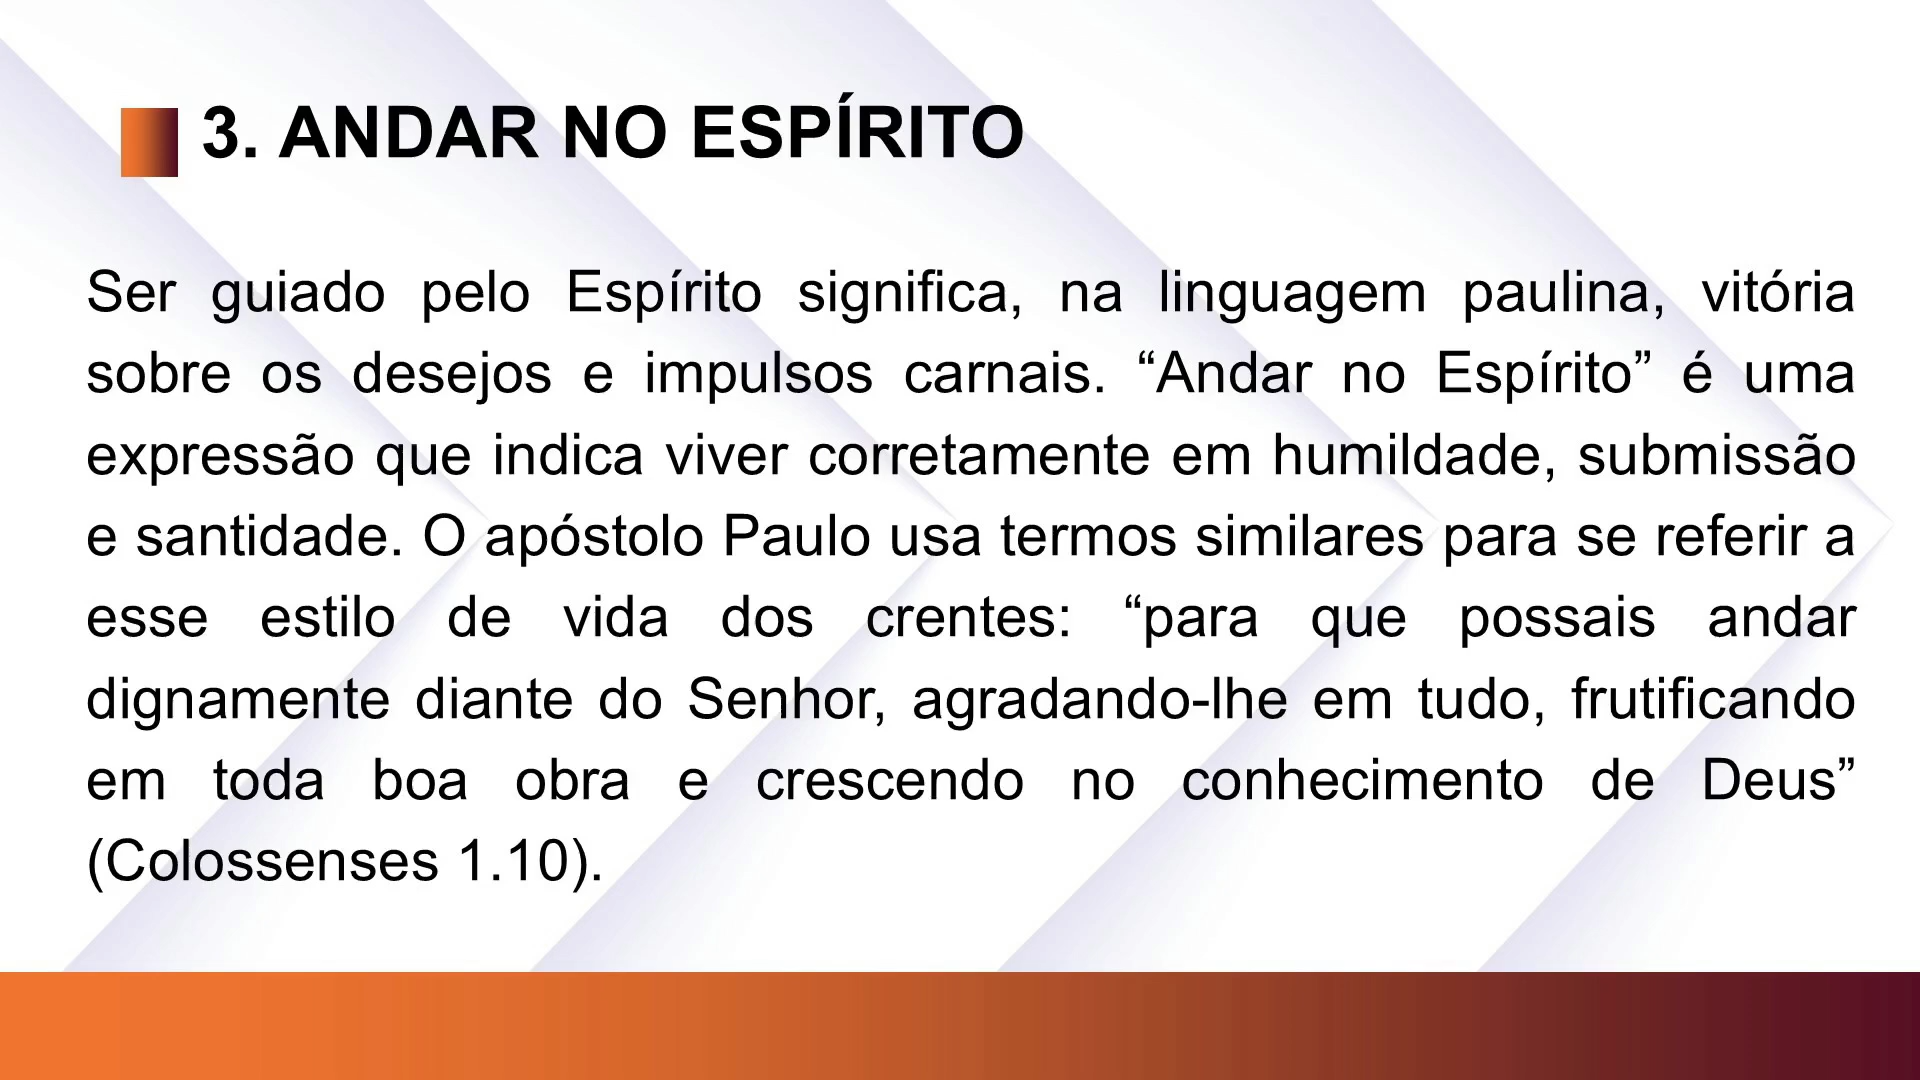 3. ANDAR NO ESPÍRITO
Ser guiado pelo Espírito significa, na linguagem paulina, vitória
sobre os desejos e impulsos carnais. “Andar no Espírito” é uma
expressão que indica viver corretamente em humildade, submissão
e santidade. O apóstolo Paulo usa termos similares para se referir a
esse estilo de vida dos crentes: “para que possais andar
dignamente diante do Senhor, agradando-lhe em tudo, frutificando
em toda boa obra e crescendo no conhecimento de Deus”
(Colossenses 1.10).